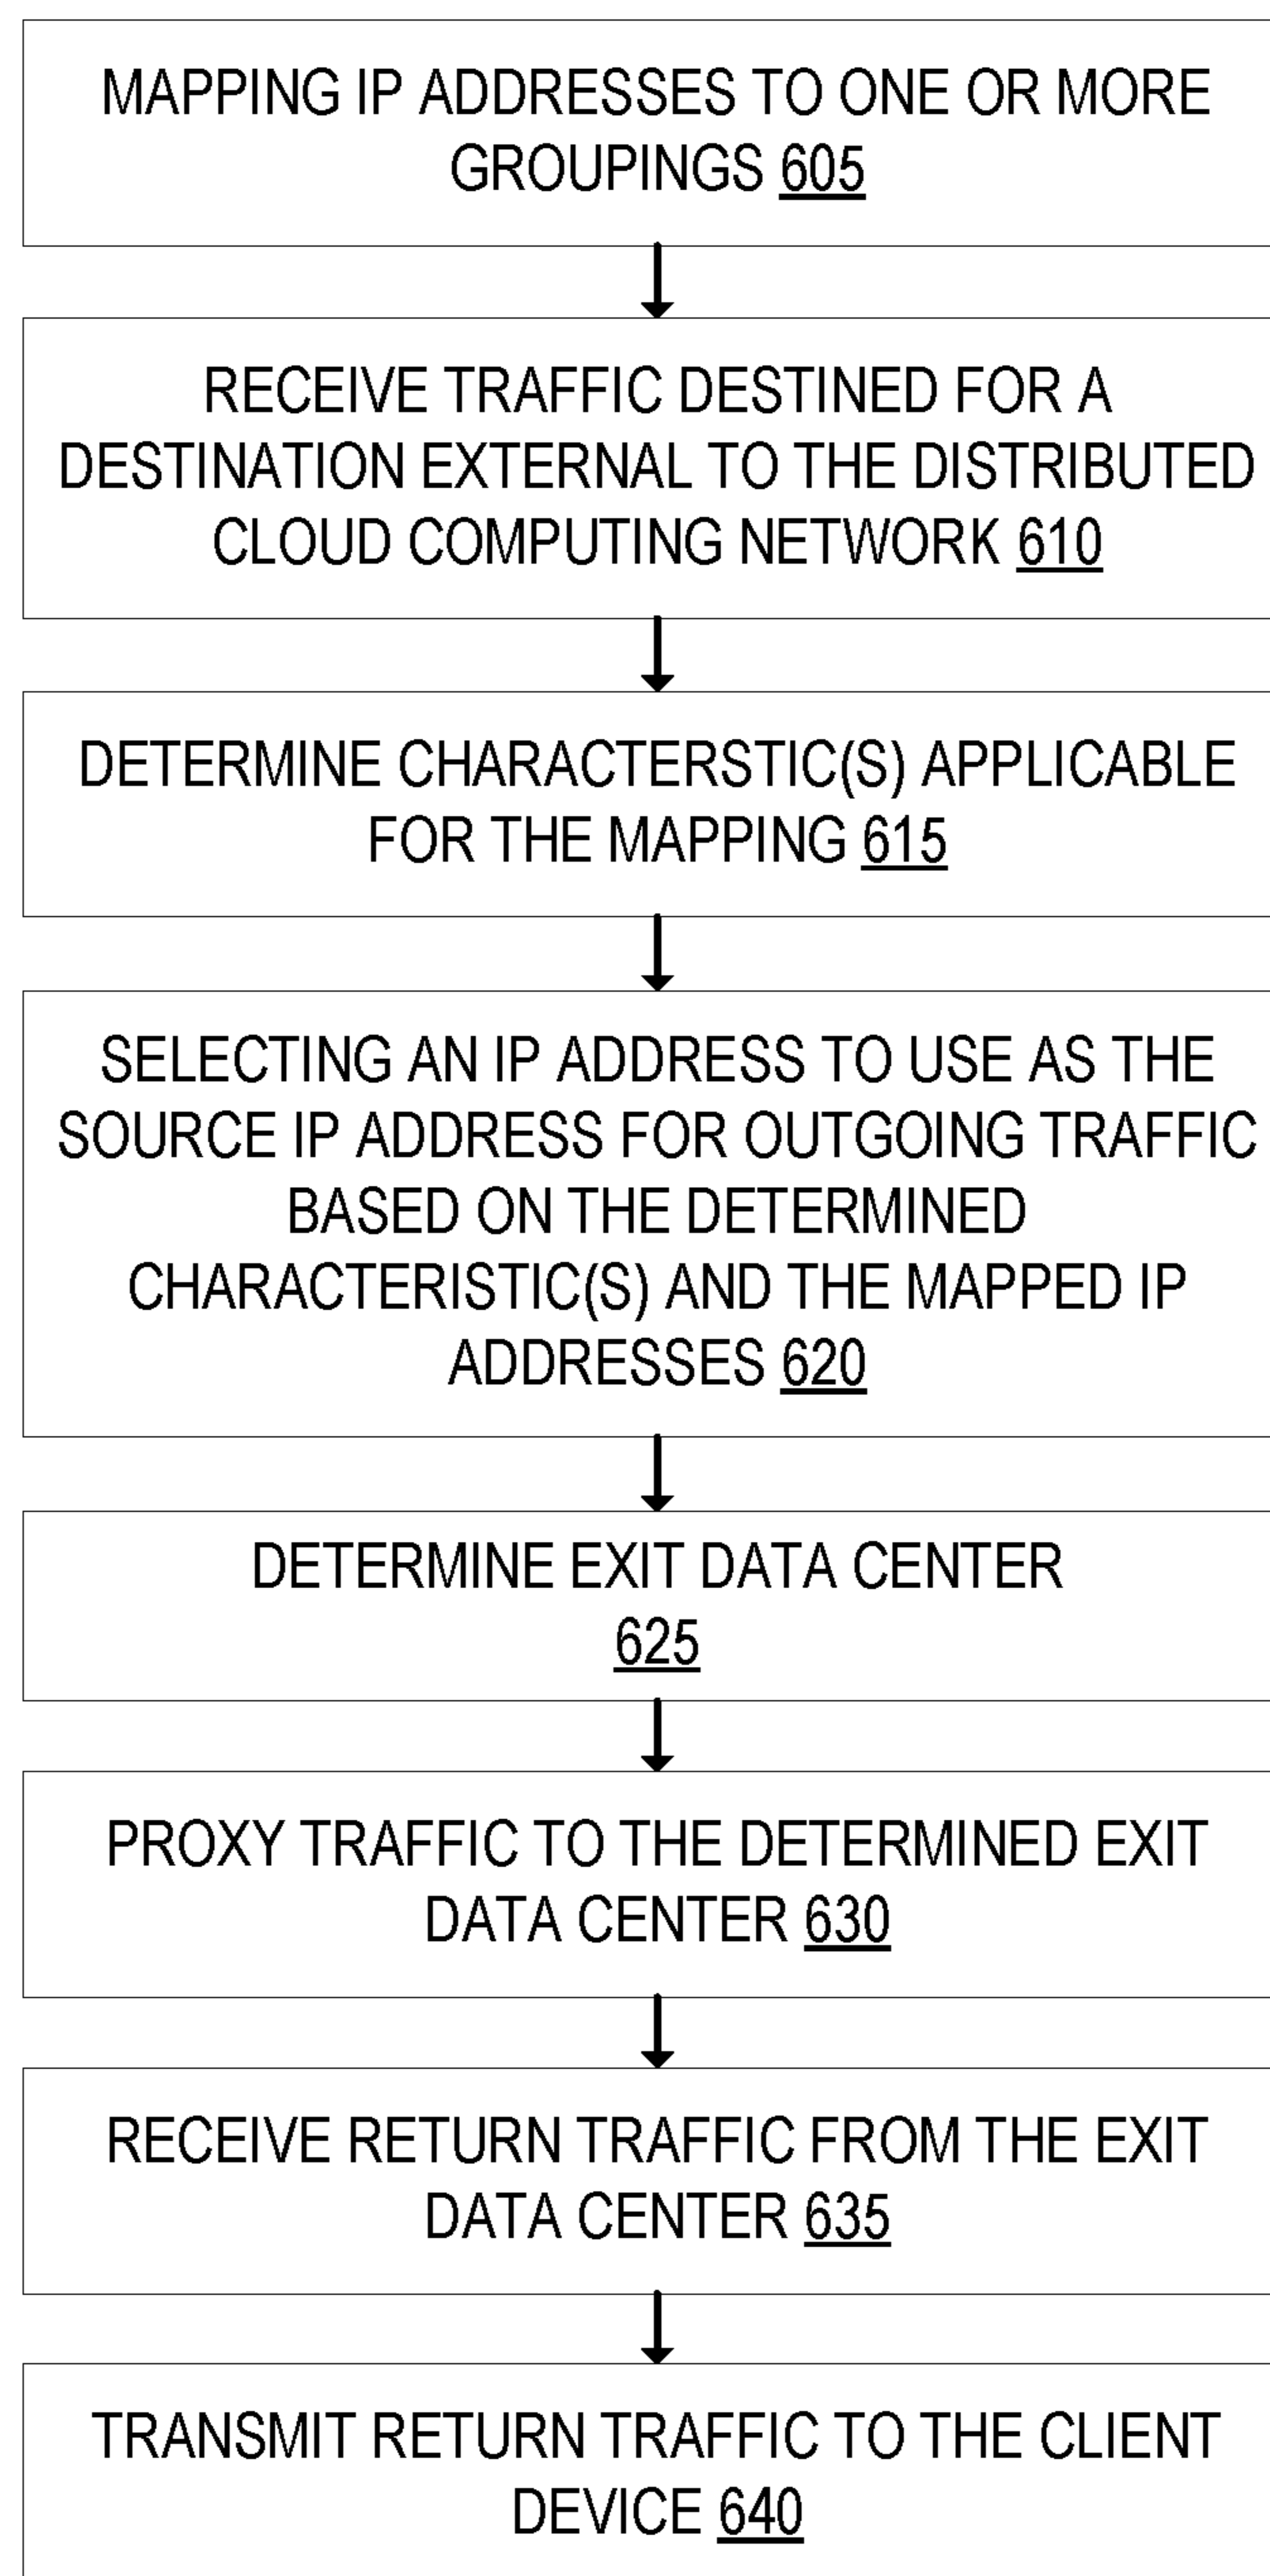 MAPPING IP ADDRESSES TO ONE OR MORE
GROUPINGS 605
RECEIVE TRAFFIC DESTINED FOR A
DESTINATION EXTERNAL TO THE DISTRIBUTED
CLOUD COMPUTING NETWORK 610
DETERMINE CHARACTERSTIC(S) APPLICABLE
FOR THE MAPPING 615
SELECTING AN IP ADDRESS TO USE AS THE
SOURCE IP ADDRESS FOR OUTGOING TRAFFIC
BASED ON THE DETERMINED
CHARACTERISTIC(S) AND THE MAPPED IP
ADDRESSES 620
DETERMINE EXIT DATA CENTER
625
PROXY TRAFFIC TO THE DETERMINED EXIT
DATA CENTER 630
RECEIVE RETURN TRAFFIC FROM THE EXIT
DATA CENTER 635
TRANSMIT RETURN TRAFFIC TO THE CLIENT
DEVICE 640